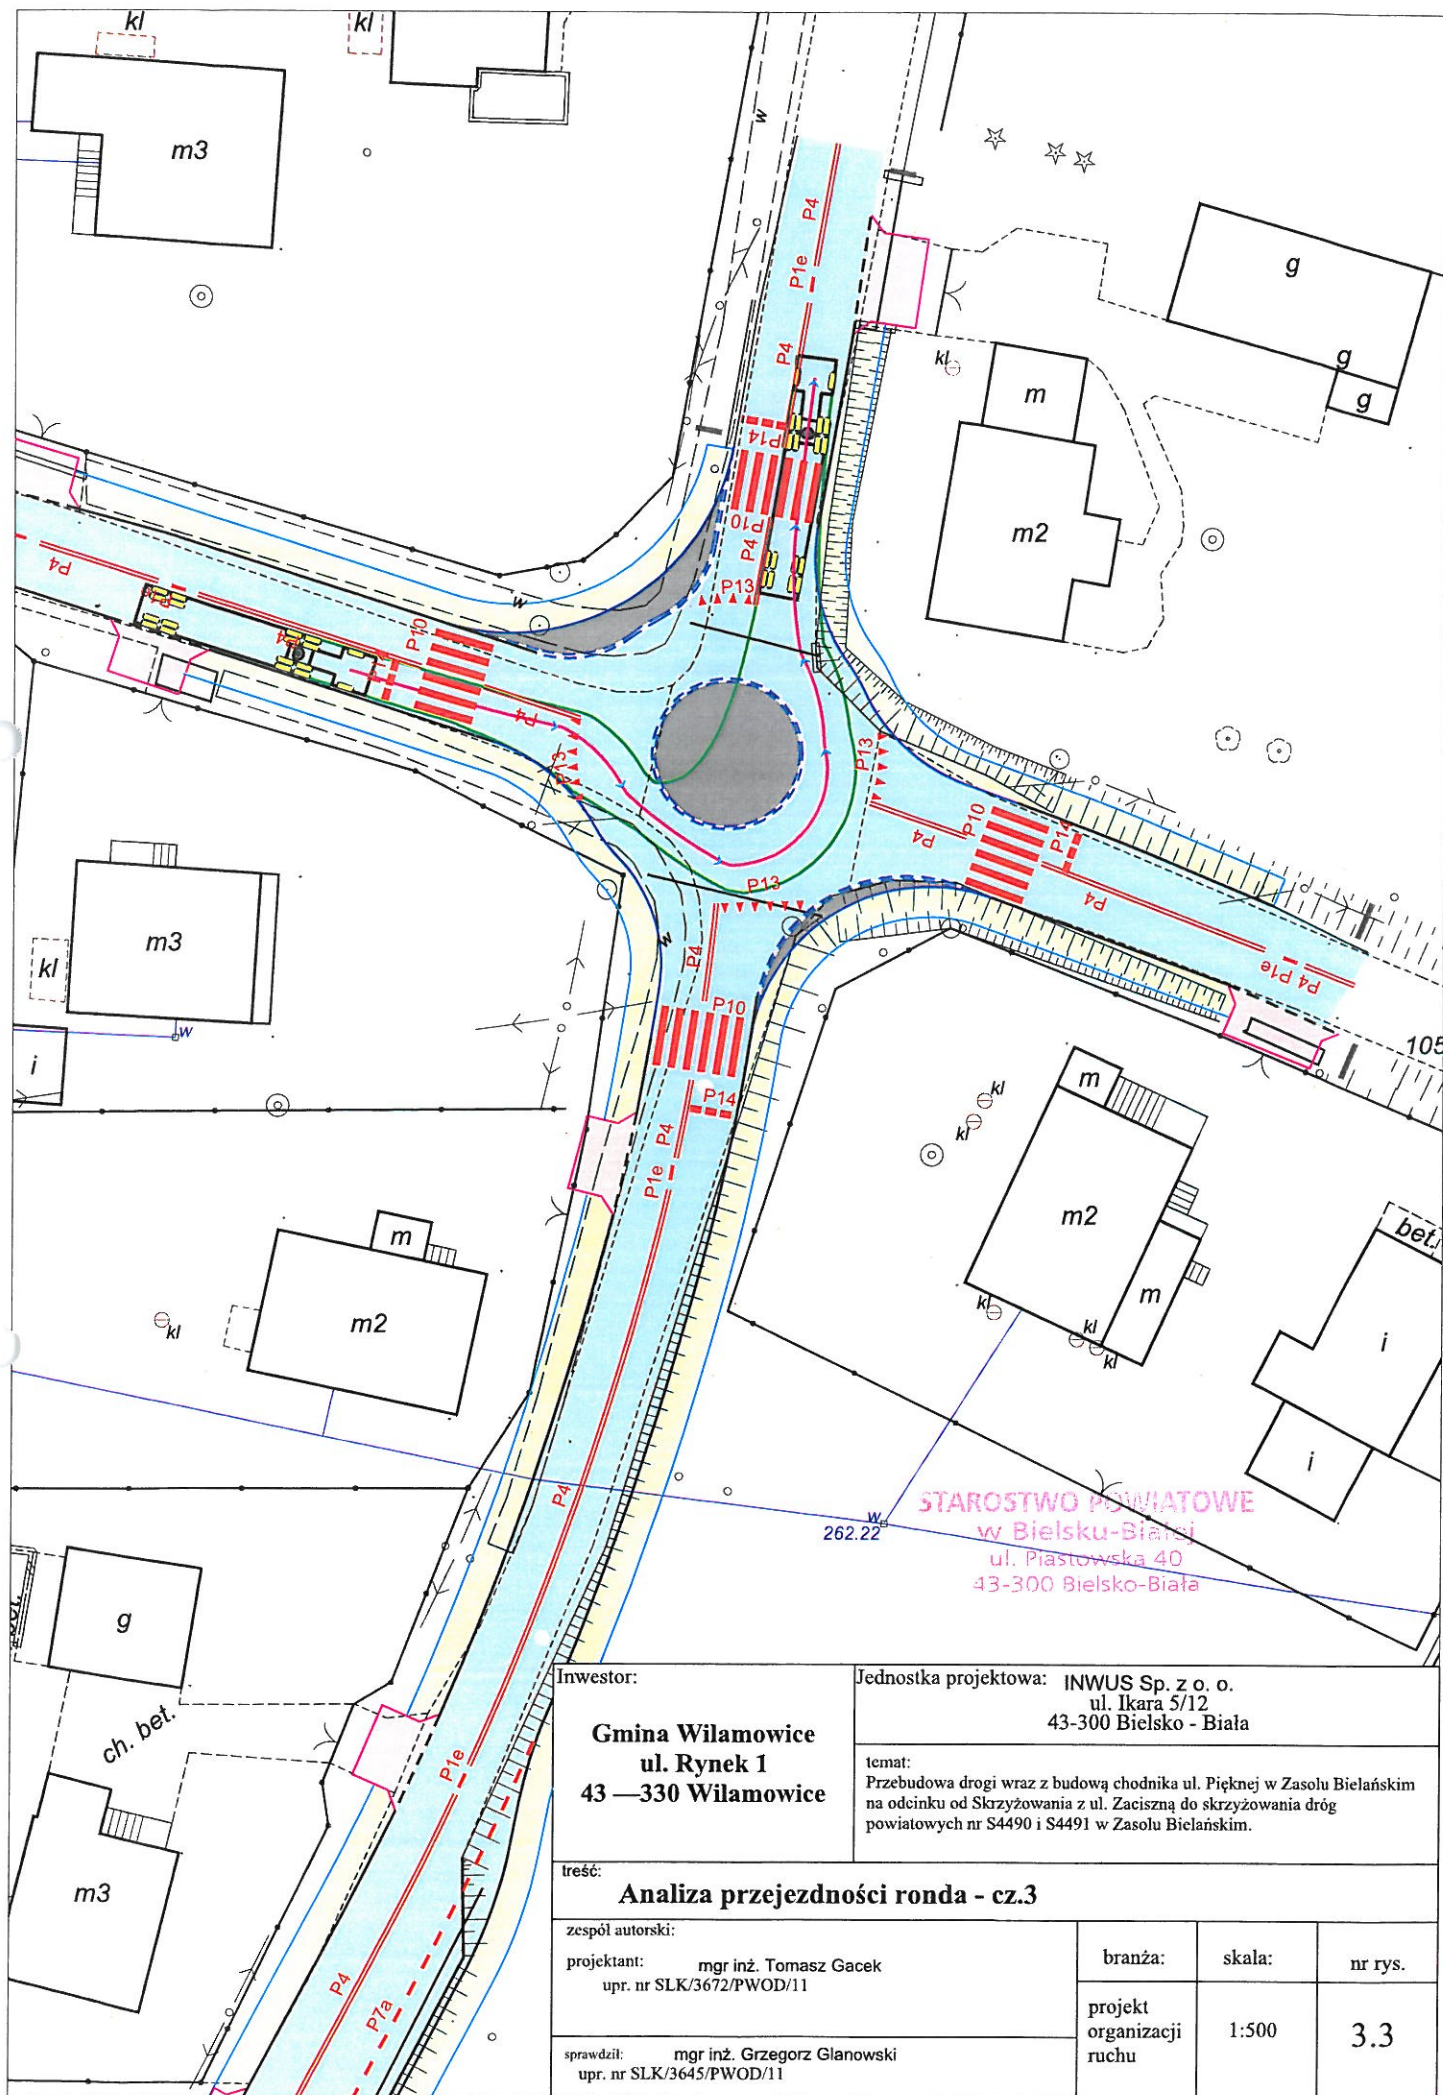 kl
kl
m3
w
P4
P1e
g
g
g
kl
m
m2
P4
P14
P10
P4
P13
w
P4
P4
P10
P4
P13
P13
P10
P14
P4
P4
P1e
P4
105
P13
P4
P10
w
P14
P4
P1e
m3
kl
w
i
m
m2
kl
kl
kl
m2
m
m
kl
kl
kl
bet.
i
i
P4
w
262.22
STAROSTWO POWIATOWE
w Bielsku-Białej
ul. Piastowska 40
43-300 Bielsko-Biała
g
ch. bet.
m3
P1e
P4
P7a
Inwestor:
Gmina Wilamowice
ul. Rynek 1
43 —330 Wilamowice
Jednostka projektowa: INWUS Sp. z o. o.
ul. Ikara 5/12
43-300 Bielsko - Biała
temat:
Przebudowa drogi wraz z budową chodnika ul. Pięknej w Zasolu Bielańskim
na odcinku od Skrzyżowania z ul. Zaciszną do skrzyżowania dróg
powiatowych nr S4490 i S4491 w Zasolu Bielańskim.
treść:
Analiza przejezdności ronda - cz.3
zespół autorski:
projektant: mgr inż. Tomasz Gacek
upr. nr SLK/3672/PWOD/11
sprawdził: mgr inż. Grzegorz Glanowski
upr. nr SLK/3645/PWOD/11
branża:
skala:
nr rys.
projekt
organizacji
ruchu
1:500
3.3